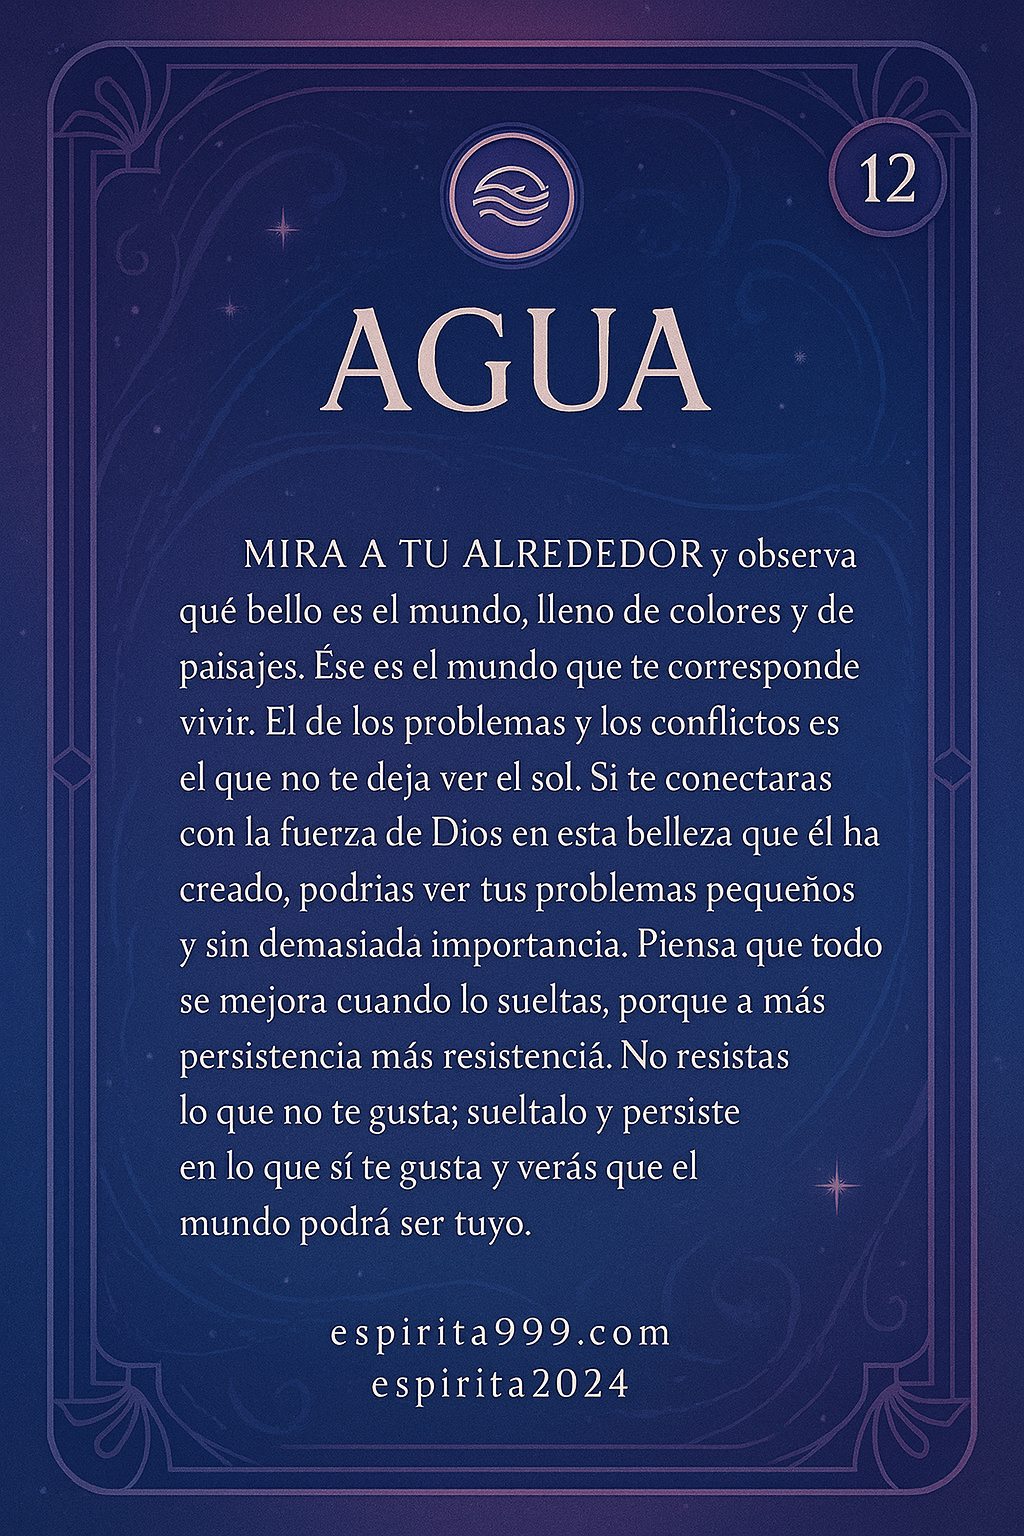 12
AGUA
MIRA A TU ALREDEDOR y observa
qué bello es el mundo, lleno de colores y de
paisajes. Ése es el mundo que te corresponde
vivir. El de los problemas y los conflictos es
el que no te deja ver el sol. Si te conectaras
con la fuerza de Dios en esta belleza que él ha
creado, podrias ver tus problemas pequeños
y sin demasiada importancia. Piensa que todo
se mejora cuando lo sueltas, porque a más
persistencia más resistenciá. No resistas
lo que no te gusta; sueltalo y persiste
en lo que sí te gusta y verás que el
mundo podrá ser tuyo.
espirita999.com
espirita2024